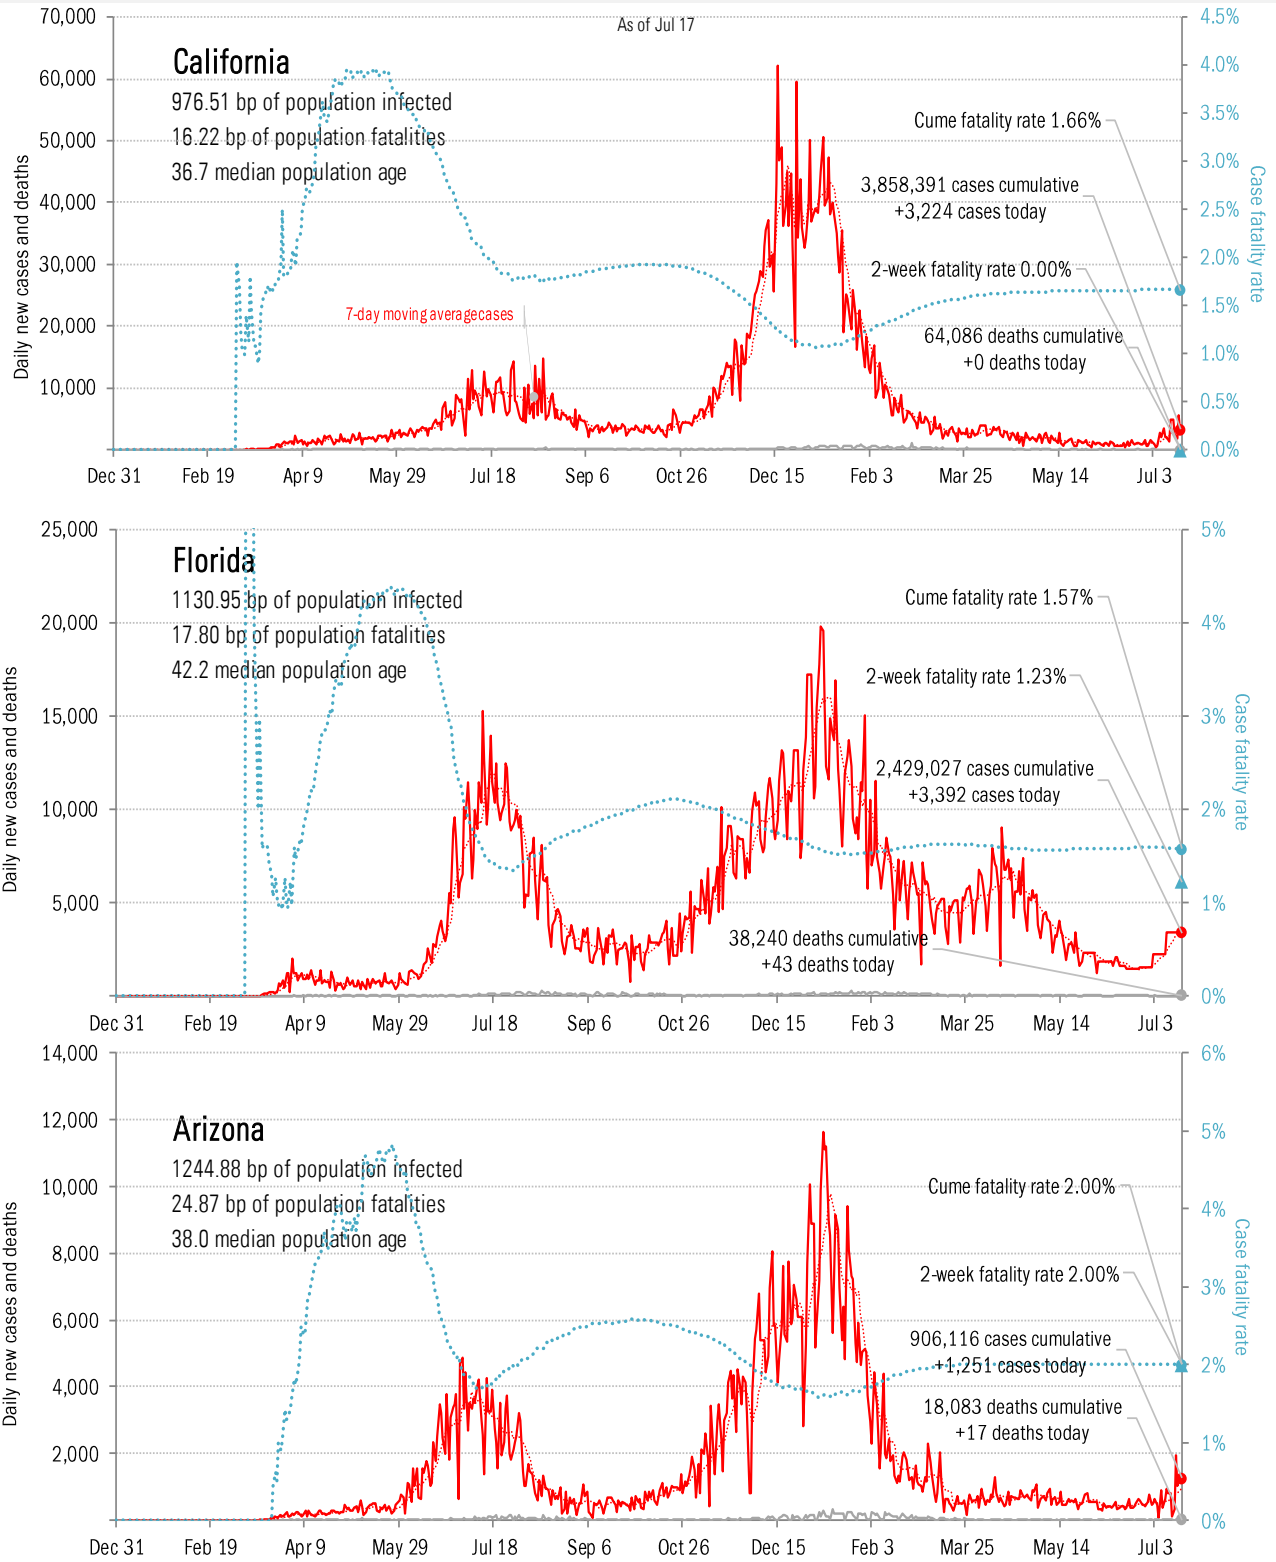 As of Jul 17
70,000
60,000
50,000
40,000
30,000
20,000
10,000
Daily new cases and deaths
California
976.51 bp of population infected
16.22 bp of population fatalities
36.7 median population age
7-day moving average cases
Cume fatality rate 1.66%
3,858,391 cases cumulative
+3,224 cases today
2-week fatality rate 0.00%
64,086 deaths cumulative
+0 deaths today
4.5%
4.0%
3.5%
3.0%
2.5%
2.0%
1.5%
1.0%
0.5%
0.0%
Case fatality rate
Dec 31 Feb 19 Apr 9 May 29 Jul 18 Sep 6 Oct 26 Dec 15 Feb 3 Mar 25 May 14 Jul 3
25,000
20,000
15,000
10,000
5,000
Daily new cases and deaths
Florida
1130.95 bp of population infected
17.80 bp of population fatalities
42.2 median population age
Cume fatality rate 1.57%
2-week fatality rate 1.23%
2,429,027 cases cumulative
+3,392 cases today
38,240 deaths cumulative
+43 deaths today
5%
4%
3%
2%
1%
0%
Case fatality rate
Dec 31 Feb 19 Apr 9 May 29 Jul 18 Sep 6 Oct 26 Dec 15 Feb 3 Mar 25 May 14 Jul 3
14,000
12,000
10,000
8,000
6,000
4,000
2,000
Daily new cases and deaths
Arizona
1244.88 bp of population infected
24.87 bp of population fatalities
38.0 median population age
Cume fatality rate 2.00%
2-week fatality rate 2.00%
906,116 cases cumulative
+1,251 cases today
18,083 deaths cumulative
+17 deaths today
6%
5%
4%
3%
2%
1%
0%
Case fatality rate
Dec 31 Feb 19 Apr 9 May 29 Jul 18 Sep 6 Oct 26 Dec 15 Feb 3 Mar 25 May 14 Jul 3